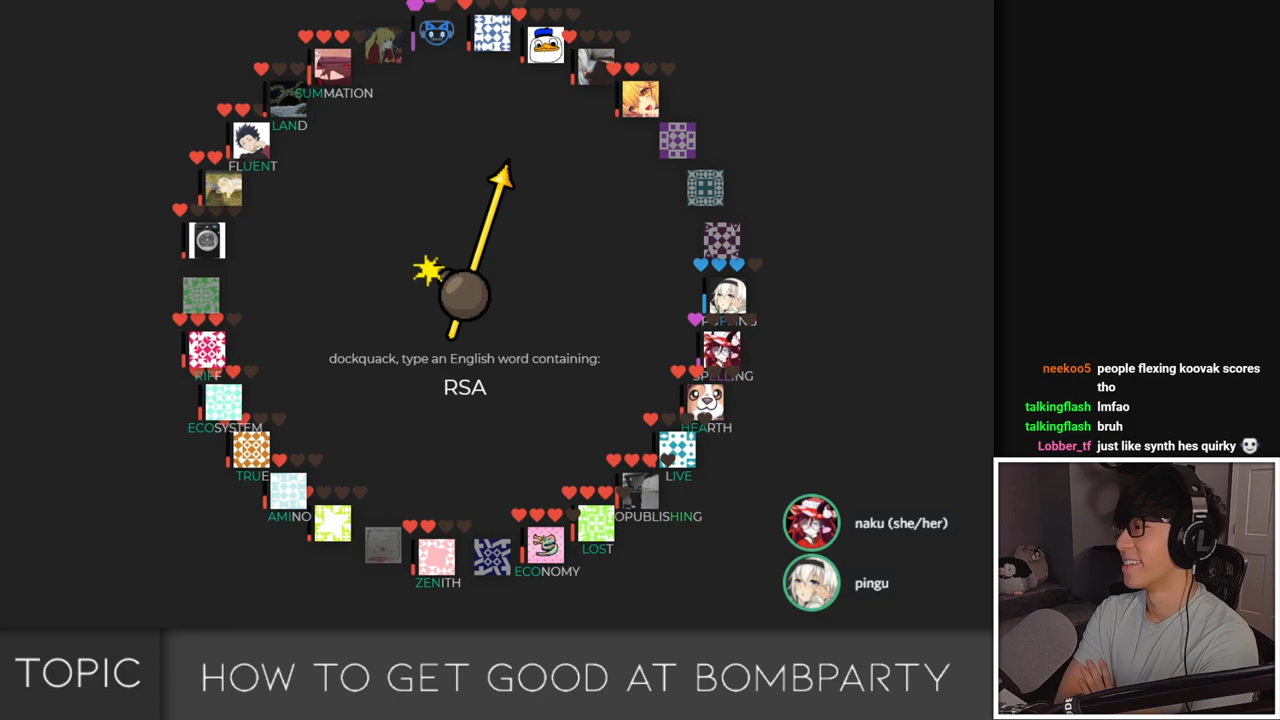 SUMMATION
LAND
FLUENT
dockquack, type an English word containing:
RSA
SPELLING
ECOSYSTEM
HEARTH
TRUE
LIVE
AMINO
OPUBLISHING
LOST
ECONOMY
ZENITH
naku (she/her)
pingu
neekoo5 people flexing koovak scores
tho
talkingflash lmfao
talkingflash bruh
Lobber_tf just like synth hes quirky
TOPIC
HOW TO GET GOOD AT BOMBPARTY